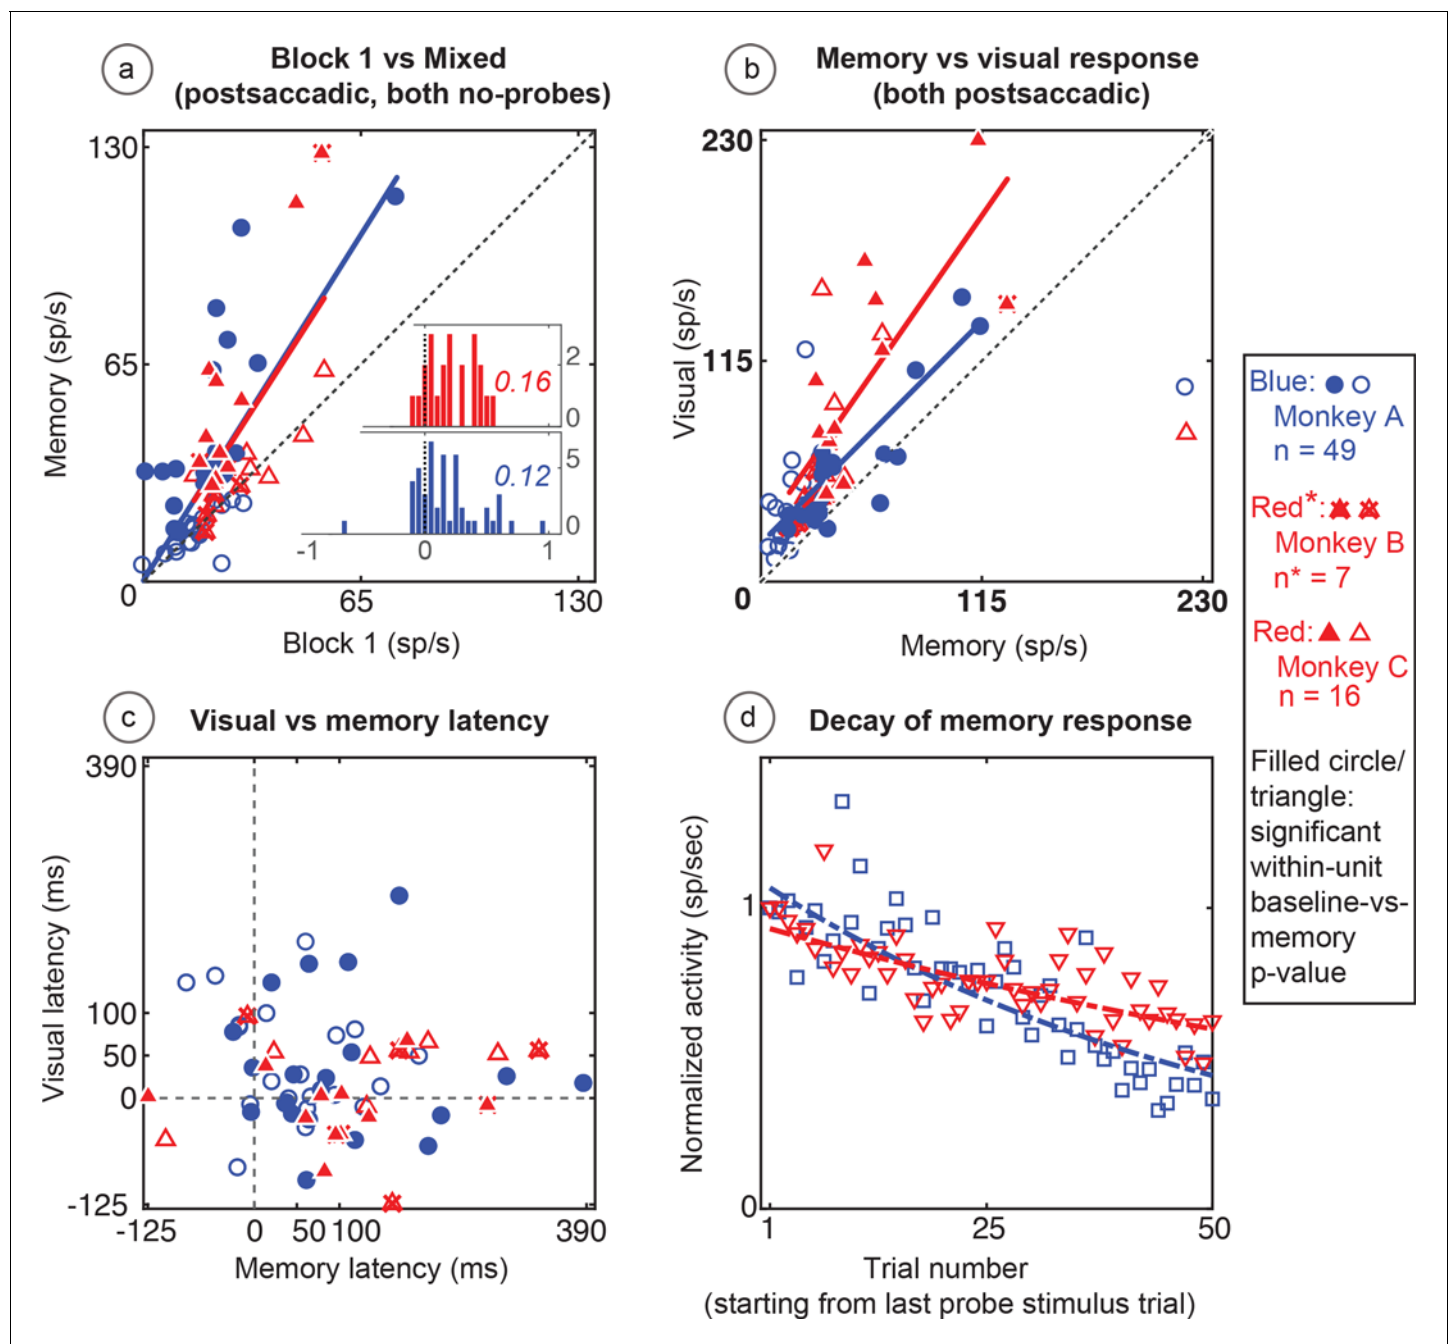 a
Block 1 vs Mixed
(postsaccadic, both no-probes)
130
65
0
65
130
Memory (sp/s)
Block 1 (sp/s)
2
0.16
0
5
0.12
0
-1
0
1
b
Memory vs visual response
(both postsaccadic)
230
115
0
115
230
Visual (sp/s)
Memory (sp/s)
Blue:
Monkey A
n = 49
Red*:
Monkey B
n* = 7
Red:
Monkey C
n = 16
Filled circle/
triangle:
significant
within-unit
baseline-vs-
memory
p-value
c
Visual vs memory latency
390
100
50
0
-125
-125
0
50
100
390
Visual latency (ms)
Memory latency (ms)
d
Decay of memory response
1
0
1
25
50
Normalized activity (sp/sec)
Trial number
(starting from last probe stimulus trial)